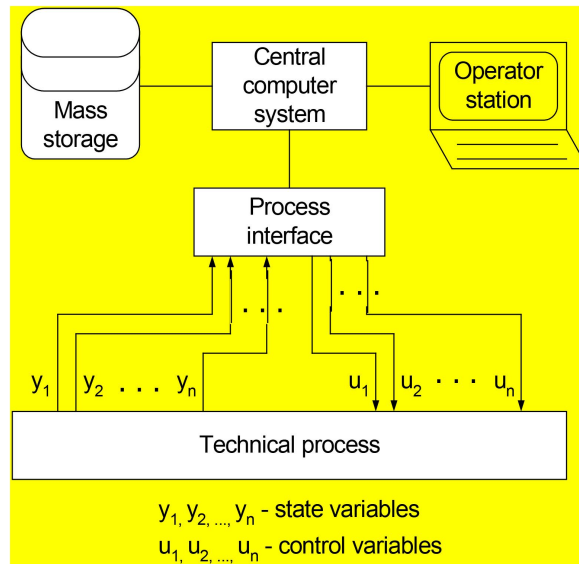 Mass
storage
Central
computer
system
Operator
station
Process
interface
. . .
. . .
y₁ y₂ . . . yₙ u₁ u₂ . . . uₙ
Technical process
y₁, y₂, ..., yₙ - state variables
u₁, u₂, ..., uₙ - control variables